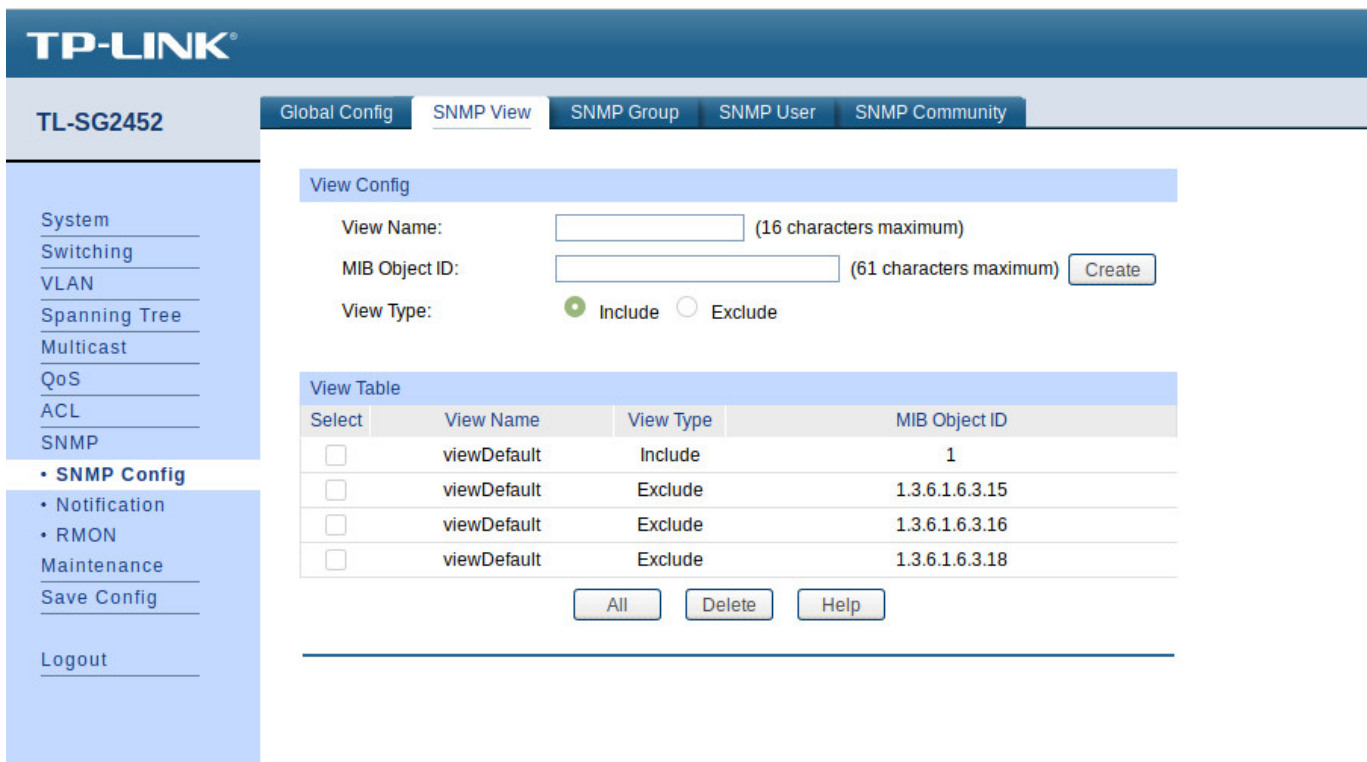 TP-LINK®
TL-SG2452
Global Config SNMP View SNMP Group SNMP User SNMP Community
System
Switching
VLAN
Spanning Tree
Multicast
QoS
ACL
SNMP
• SNMP Config
• Notification
• RMON
Maintenance
Save Config
Logout
View Config
View Name: (16 characters maximum)
MIB Object ID: (61 characters maximum) Create
View Type: Include Exclude
View Table
Select View Name View Type MIB Object ID
viewDefault Include 1
viewDefault Exclude 1.3.6.1.6.3.15
viewDefault Exclude 1.3.6.1.6.3.16
viewDefault Exclude 1.3.6.1.6.3.18
All Delete Help